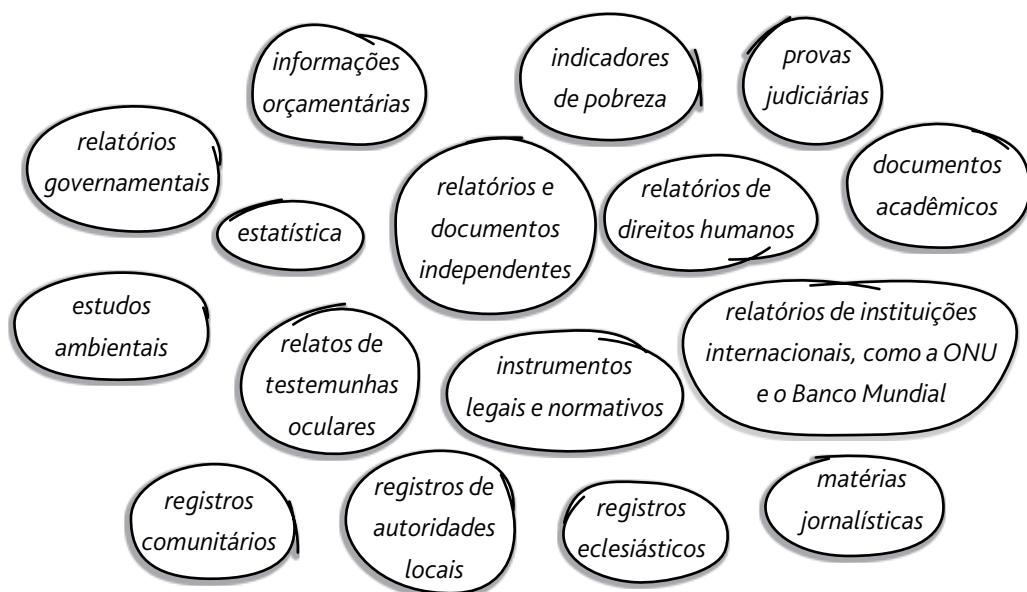 informações
orçamentárias
indicadores
de pobreza
provas
judiciárias
relatórios
governamentais
estatística
relatórios e
documentos
independentes
relatórios de
direitos humanos
documentos
acadêmicos
estudos
ambientais
relatos de
testemunhas
oculares
instrumentos
legais e normativos
relatórios de instituições
internacionais, como a ONU
e o Banco Mundial
registros
comunitários
registros de
autoridades
locais
registros
eclesiásticos
matérias
jornalísticas